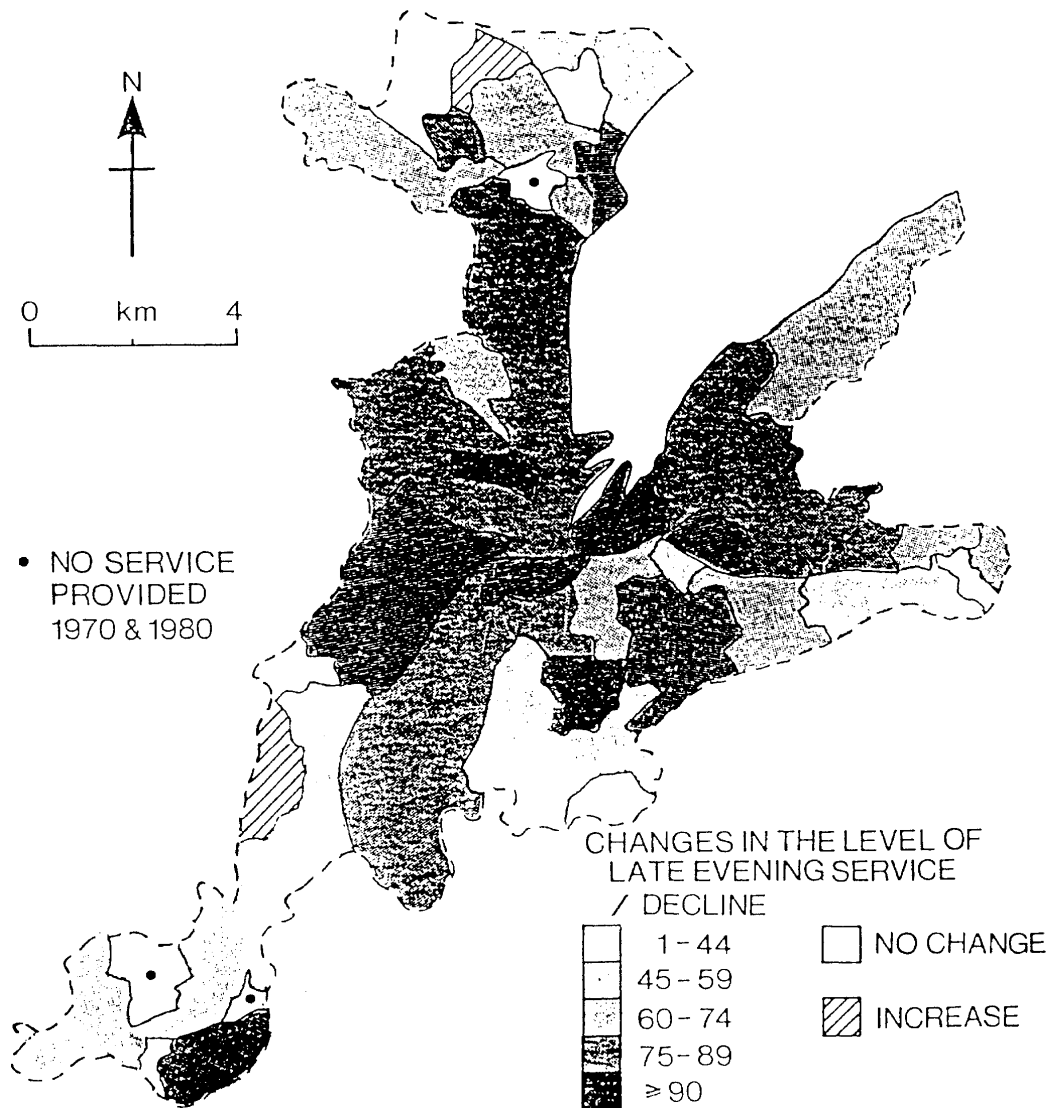 N
0 km 4
• NO SERVICE
PROVIDED
1970 & 1980
CHANGES IN THE LEVEL OF
LATE EVENING SERVICE
/ DECLINE
1-44
45-59
60-74
75-89
≥ 90
NO CHANGE
INCREASE